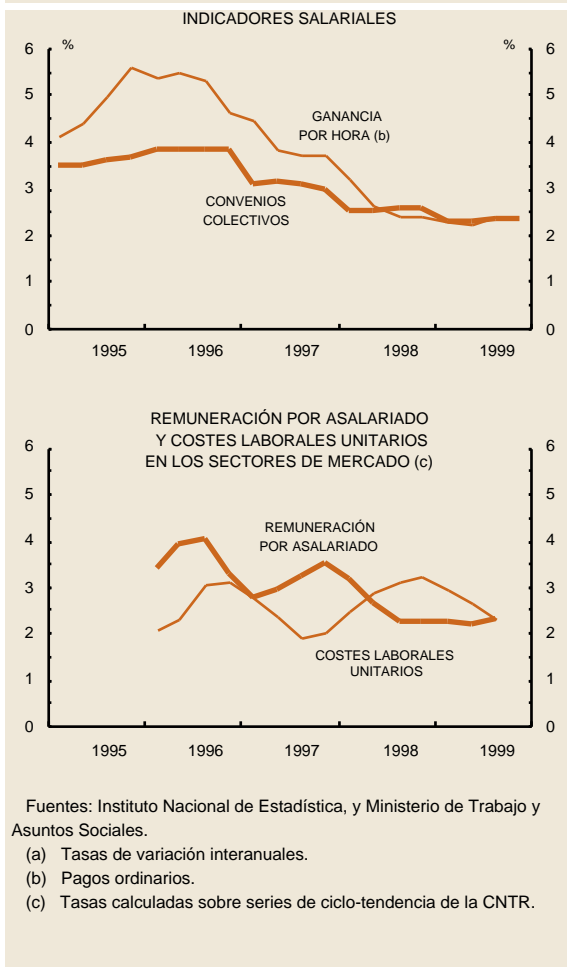 INDICADORES SALARIALES
% %
6 6
5 5
4 4
3 3
2 2
1 1
0 0
GANANCIA
POR HORA (b)
CONVENIOS
COLECTIVOS
1995 1996 1997 1998 1999
REMUNERACIÓN POR ASALARIADO
Y COSTES LABORALES UNITARIOS
EN LOS SECTORES DE MERCADO (c)
6 6
5 5
4 4
3 3
2 2
1 1
0 0
REMUNERACIÓN
POR ASALARIADO
COSTES LABORALES
UNITARIOS
1995 1996 1997 1998 1999
Fuentes: Instituto Nacional de Estadística, y Ministerio de Trabajo y
Asuntos Sociales.
(a) Tasas de variación interanuales.
(b) Pagos ordinarios.
(c) Tasas calculadas sobre series de ciclo-tendencia de la CNTR.